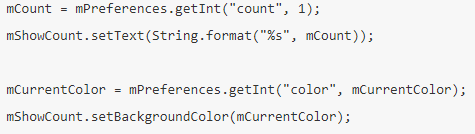 mCount = mPreferences.getInt("count", 1);
mShowCount.setText(String.format("%s", mCount));
mCurrentColor = mPreferences.getInt("color", mCurrentColor);
mShowCount.setBackgroundColor(mCurrentColor);